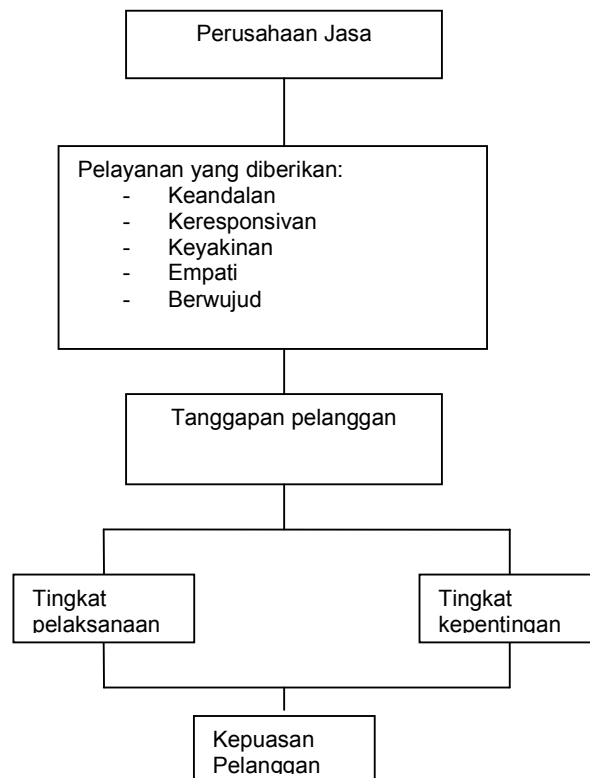 Perusahaan Jasa
Pelayanan yang diberikan:
- Keandalan
- Keresponsivan
- Keyakinan
- Empati
- Berwujud
Tanggapan pelanggan
Tingkat
pelaksanaan
Tingkat
kepentingan
Kepuasan
Pelanggan